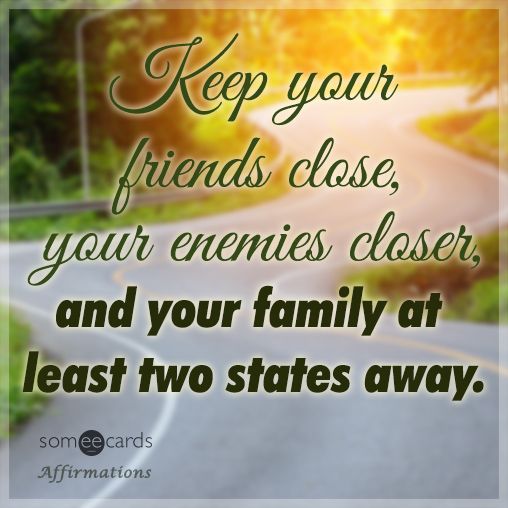 Keep your
friends close,
your enemies closer,
and your family at
least two states away.
someecards
Affirmations